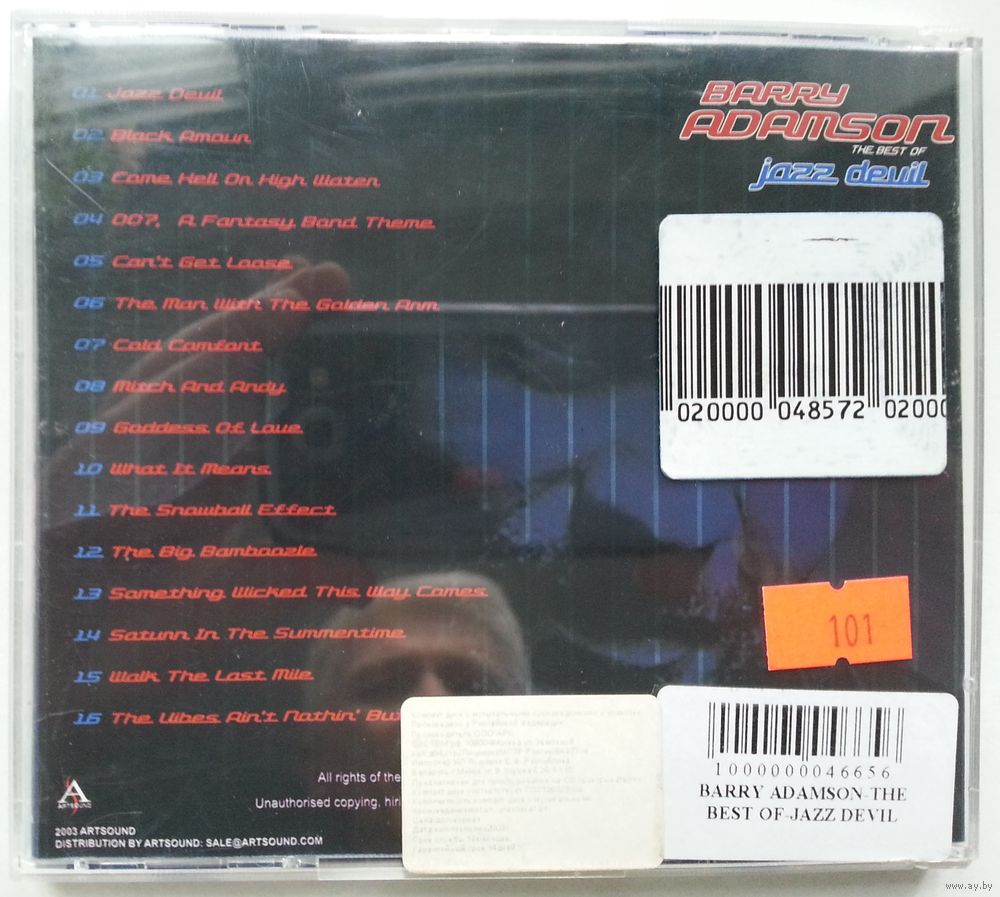 BARRY
ADAMSON
THE BEST OF
jazz devil
01 Jazz Devil
02 Black Amour
03 Come Hell On High Water
04 007, A Fantasy Band Theme
05 Can't Get Loose
06 The Man With The Golden Arm
07 Cold Comfort
08 Mitch And Andy
09 Goddess Of Love
10 What It Means
11 The Snowball Effect
12 The Big Bamboozle
13 Something Wicked This Way Comes
14 Saturn In The Summertime
15 Walk The Last Mile
16 The Vibes Ain't Nothin' But
020000 048572 02000
101
1000000046656
BARRY ADAMSON-THE
BEST OF-JAZZ DEVIL
All rights of the
Unauthorised copying, hiri
ARTSOUND
2003 ARTSOUND
DISTRIBUTION BY ARTSOUND: SALE@ARTSOUND.COM
www.ay.by